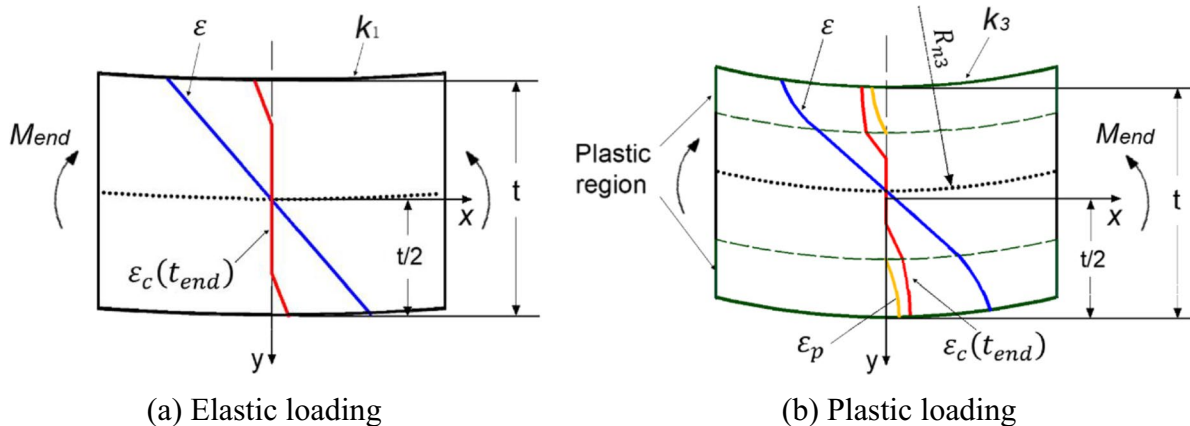 ε
k₁
M_end
x
t
t/2
ε_c(t_end)
y
(a) Elastic loading
ε
R_n3
k₃
Plastic region
M_end
x
t
t/2
ε_p
y
ε_c(t_end)
(b) Plastic loading